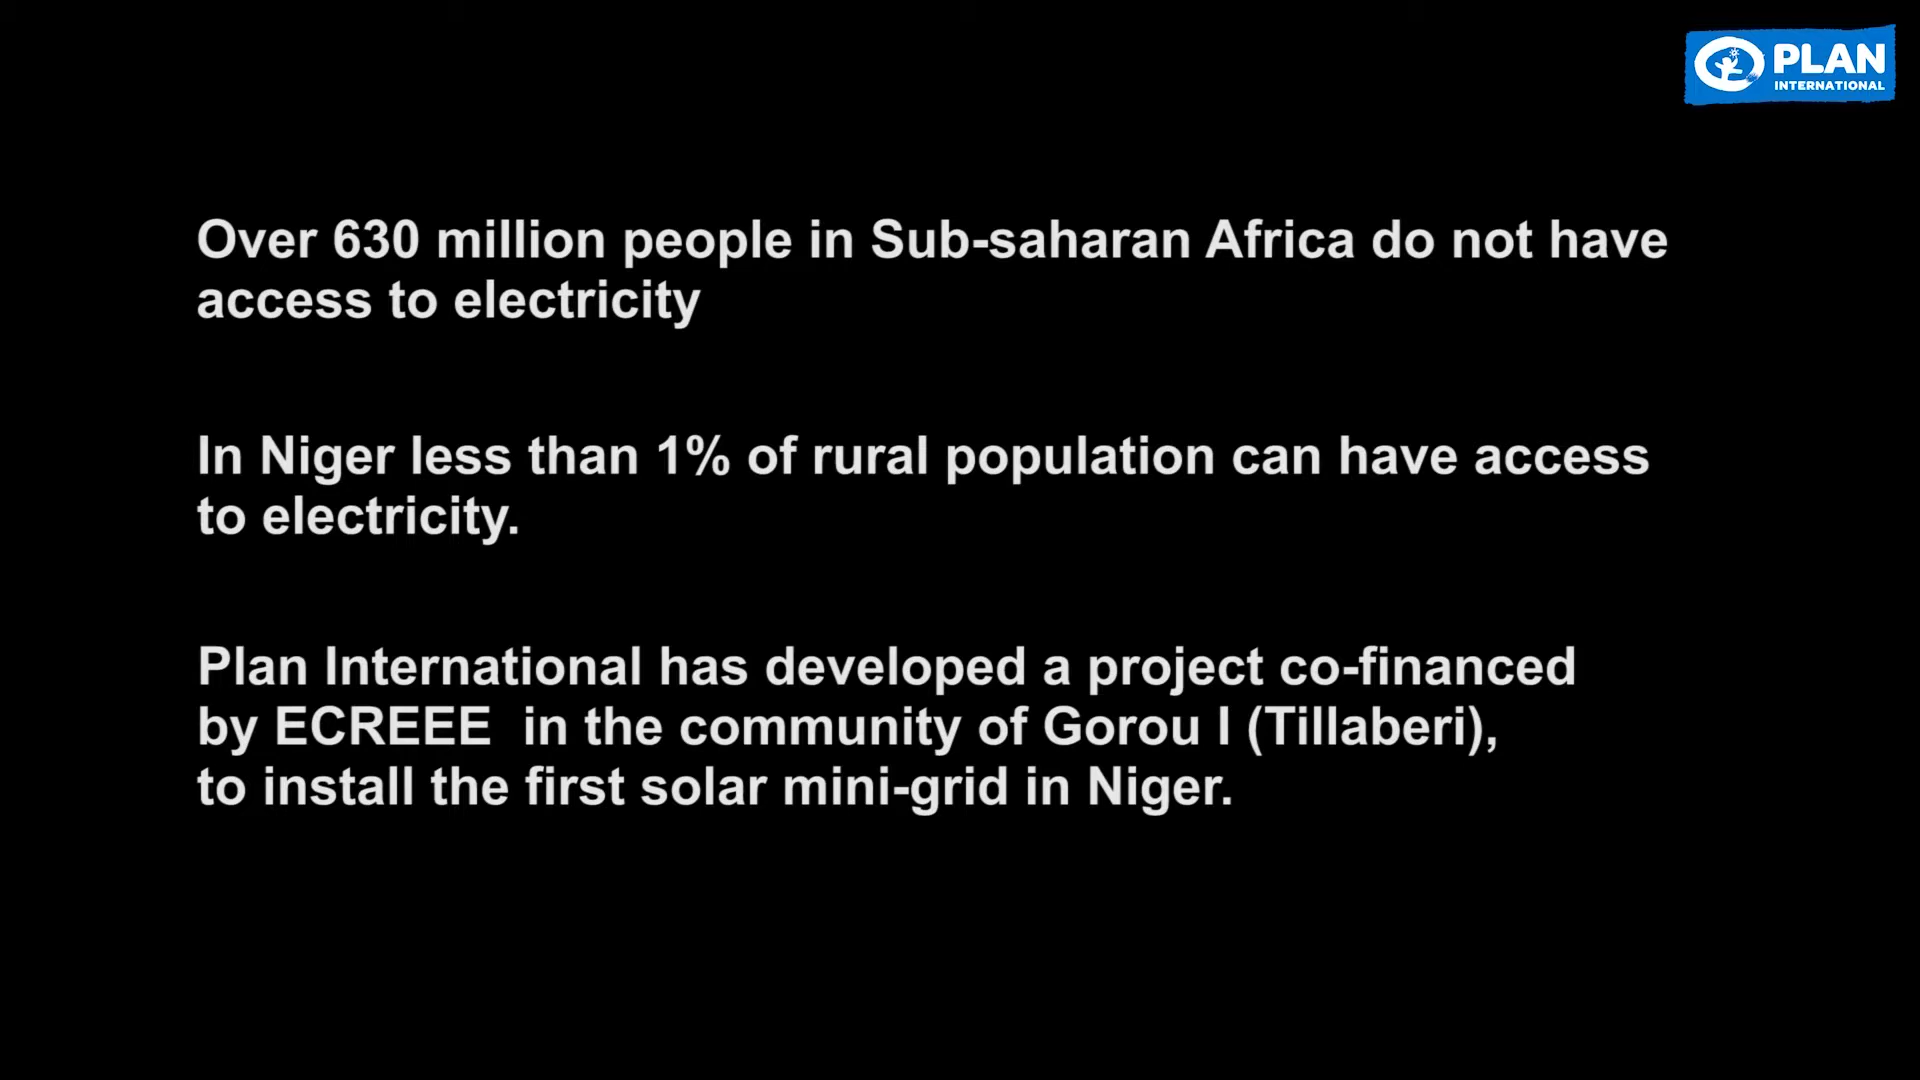 PLAN
INTERNATIONAL
Over 630 million people in Sub-saharan Africa do not have
access to electricity
In Niger less than 1% of rural population can have access
to electricity.
Plan International has developed a project co-financed
by ECREEE  in the community of Gorou I (Tillaberi),
to install the first solar mini-grid in Niger.